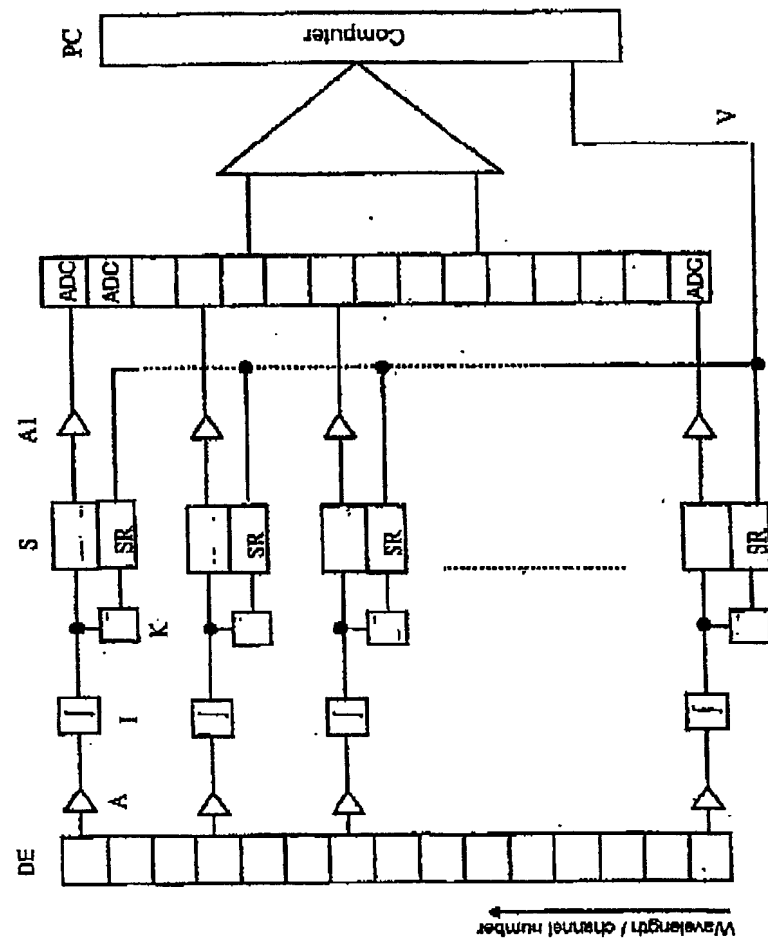 PC
Computer
V
ADC
ADC
ADC
A1
S
SR
SR
SR
SR
K
I
A
DE
Wavelength / channel number